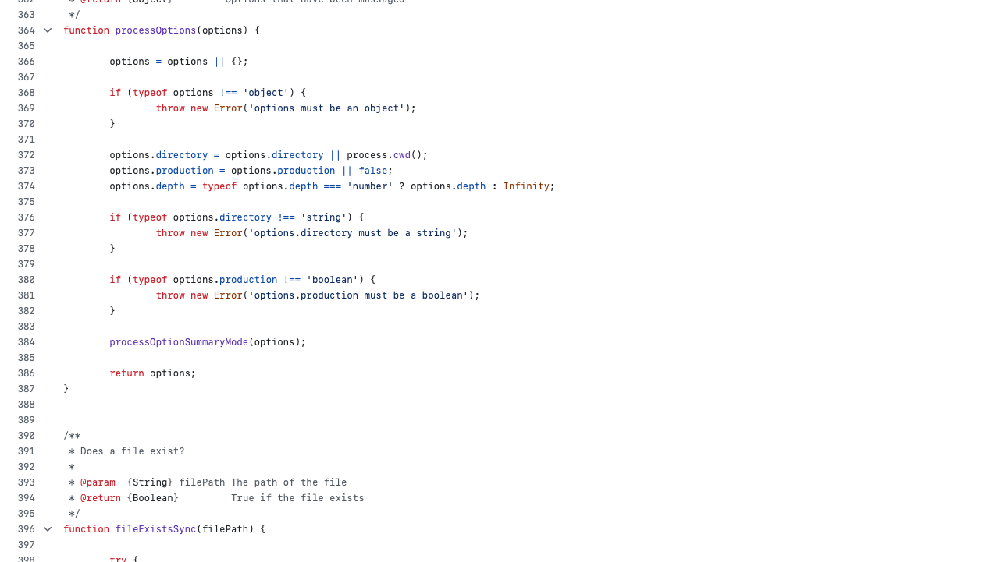 382 * @return {Object} Options that have been massaged
363 */
364 function processOptions(options) {
365
366 options = options || {};
367
368 if (typeof options !== 'object') {
369 throw new Error('options must be an object');
370 }
371
372 options.directory = options.directory || process.cwd();
373 options.production = options.production || false;
374 options.depth = typeof options.depth === 'number' ? options.depth : Infinity;
375
376 if (typeof options.directory !== 'string') {
377 throw new Error('options.directory must be a string');
378 }
379
380 if (typeof options.production !== 'boolean') {
381 throw new Error('options.production must be a boolean');
382 }
383
384 processOptionSummaryMode(options);
385
386 return options;
387 }
388
389
390 /**
391 * Does a file exist?
392 *
393 * @param {String} filePath The path of the file
394 * @return {Boolean} True if the file exists
395 */
396 function fileExistsSync(filePath) {
397
398 try {